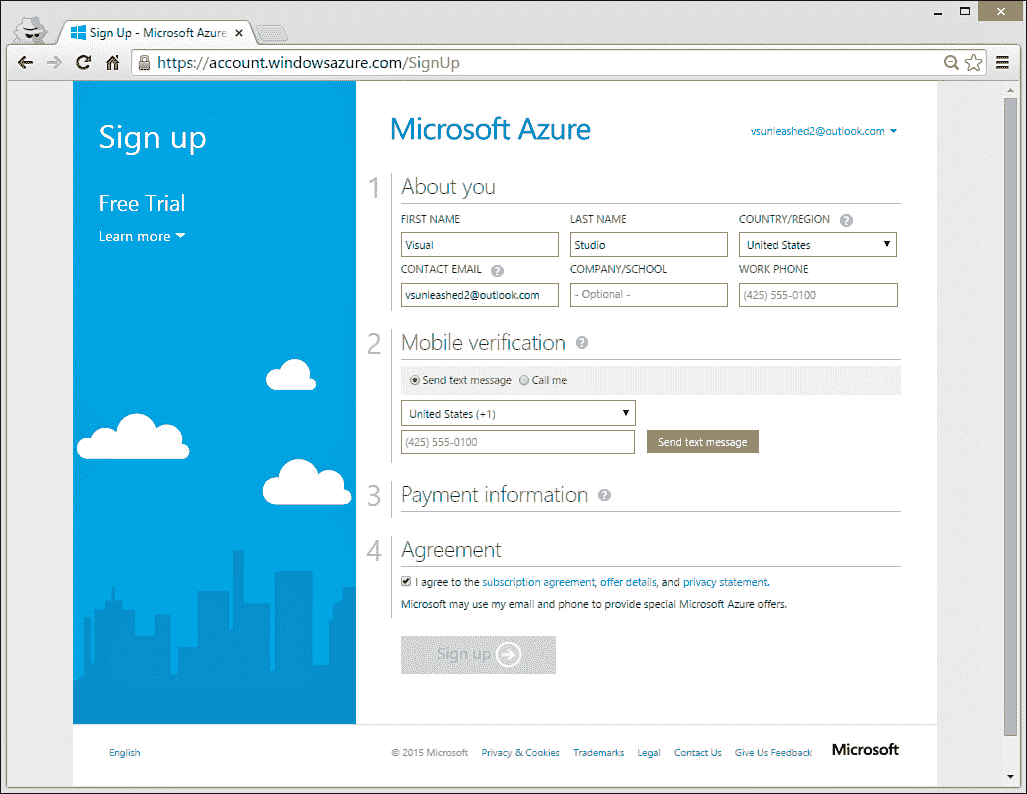 Sign Up - Microsoft Azure
https://account.windowsazure.com/SignUp
Sign up
Free Trial
Learn more
Microsoft Azure
vsunleashed2@outlook.com
1 About you
FIRST NAME LAST NAME COUNTRY/REGION ?
Visual Studio United States
CONTACT EMAIL ? COMPANY/SCHOOL WORK PHONE
vsunleashed2@outlook.com - Optional - (425) 555-0100
2 Mobile verification ?
Send text message Call me
United States (+1)
(425) 555-0100 Send text message
3 Payment information ?
4 Agreement
I agree to the subscription agreement, offer details, and privacy statement.
Microsoft may use my email and phone to provide special Microsoft Azure offers.
Sign up
English © 2015 Microsoft Privacy & Cookies Trademarks Legal Contact Us Give Us Feedback Microsoft